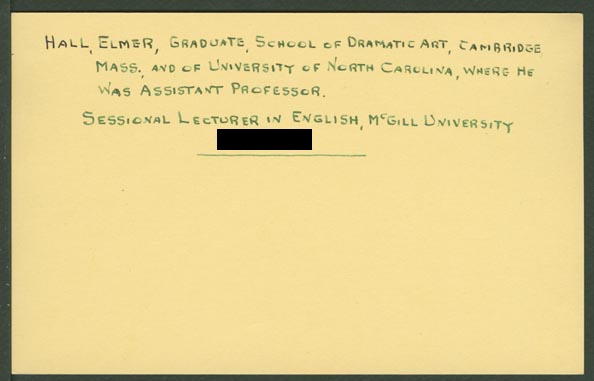 HALL, ELMER, GRADUATE, SCHOOL OF DRAMATIC ART, CAMBRIDGE
MASS., AND OF UNIVERSITY OF NORTH CAROLINA, WHERE HE
WAS ASSISTANT PROFESSOR.
SESSIONAL LECTURER IN ENGLISH, McGILL UNIVERSITY